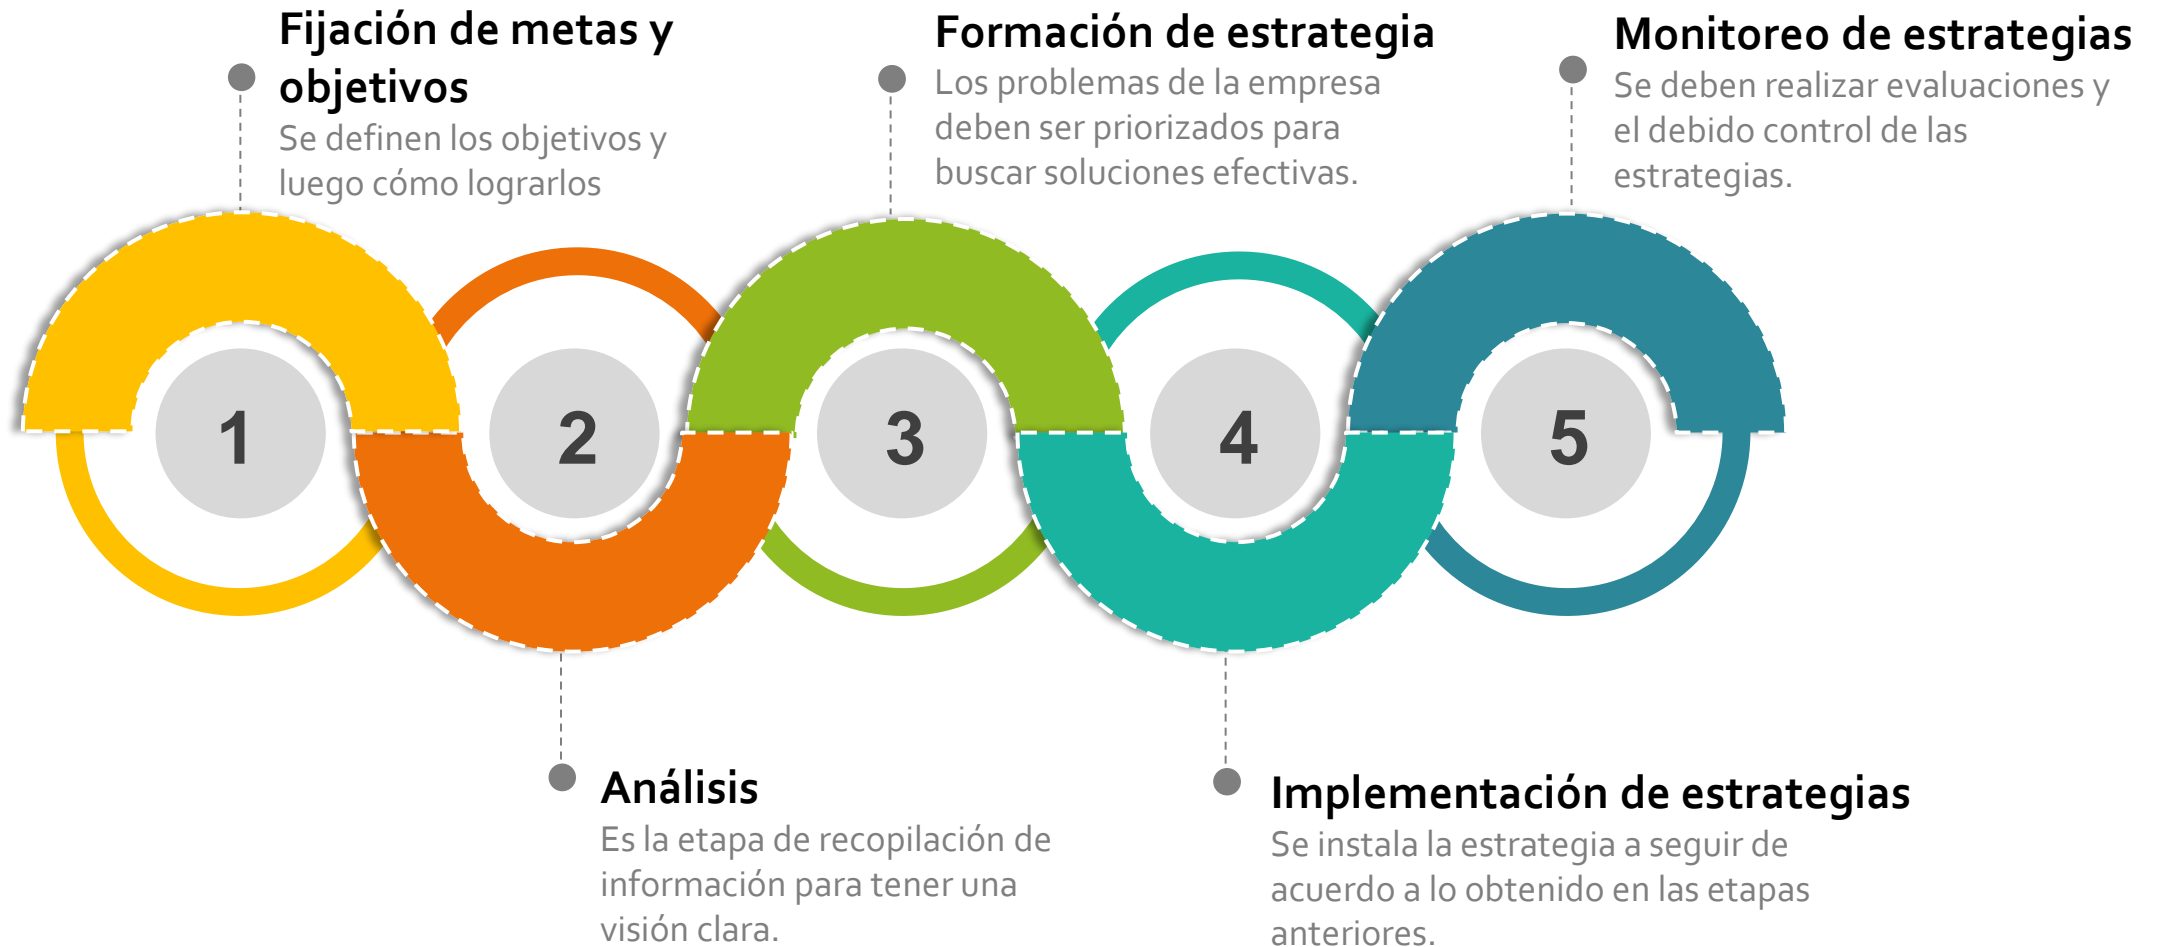 Fijación de metas y
objetivos
Se definen los objetivos y
luego cómo lograrlos
Formación de estrategia
Los problemas de la empresa
deben ser priorizados para
buscar soluciones efectivas.
Monitoreo de estrategias
Se deben realizar evaluaciones y
el debido control de las
estrategias.
1
2
3
4
5
Análisis
Es la etapa de recopilación de
información para tener una
visión clara.
Implementación de estrategias
Se instala la estrategia a seguir de
acuerdo a lo obtenido en las etapas
anteriores.